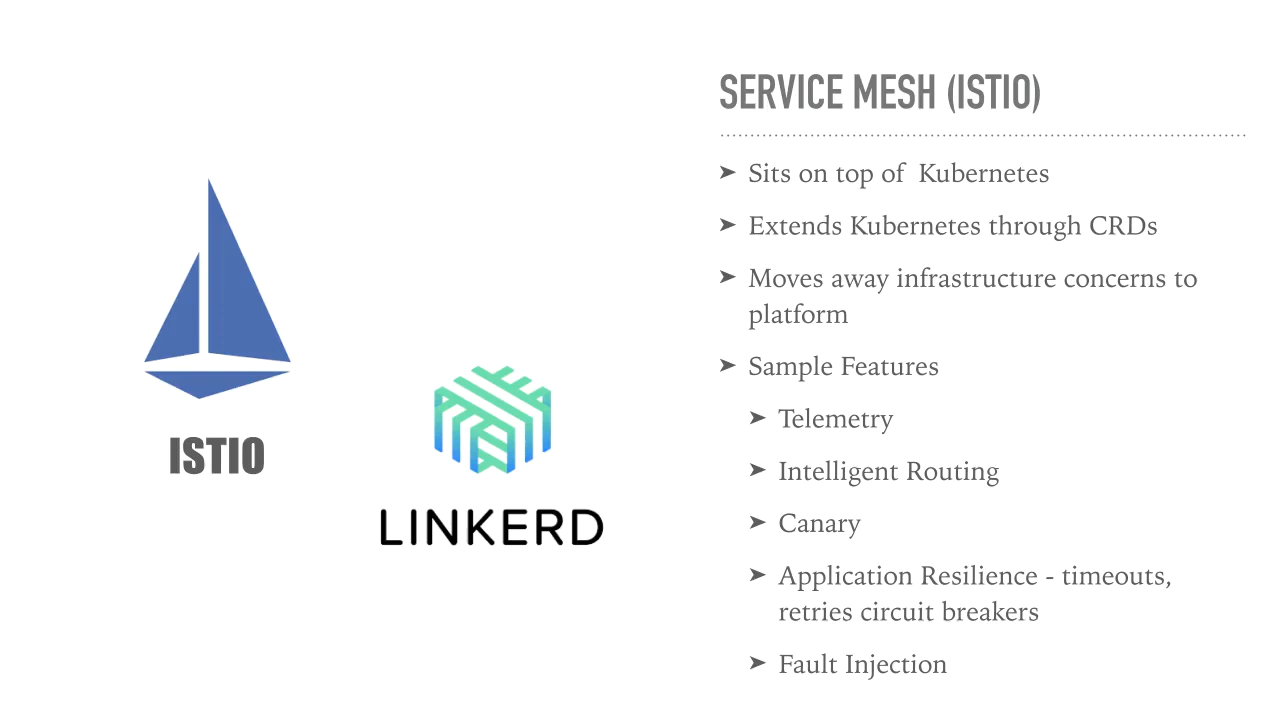 SERVICE MESH (ISTIO)
➤ Sits on top of  Kubernetes
➤ Extends Kubernetes through CRDs
➤ Moves away infrastructure concerns to
platform
➤ Sample Features
➤ Telemetry
➤ Intelligent Routing
➤ Canary
➤ Application Resilience - timeouts,
retries circuit breakers
➤ Fault Injection
ISTIO
LINKERD